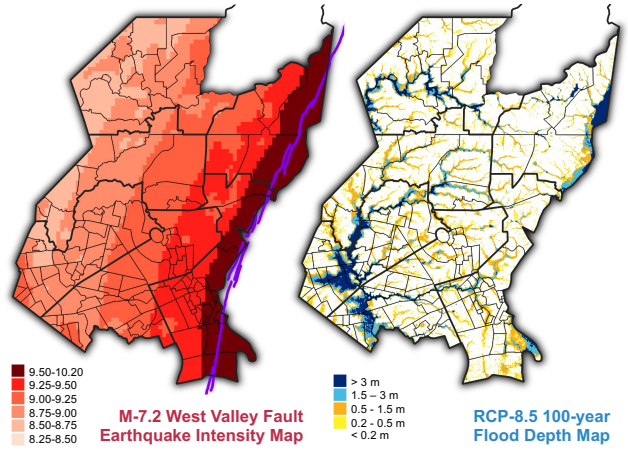 9.50-10.20
9.25-9.50
9.00-9.25
8.75-9.00
8.50-8.75
8.25-8.50
M-7.2 West Valley Fault
Earthquake Intensity Map
> 3 m
1.5 – 3 m
0.5 - 1.5 m
0.2 - 0.5 m
< 0.2 m
RCP-8.5 100-year
Flood Depth Map